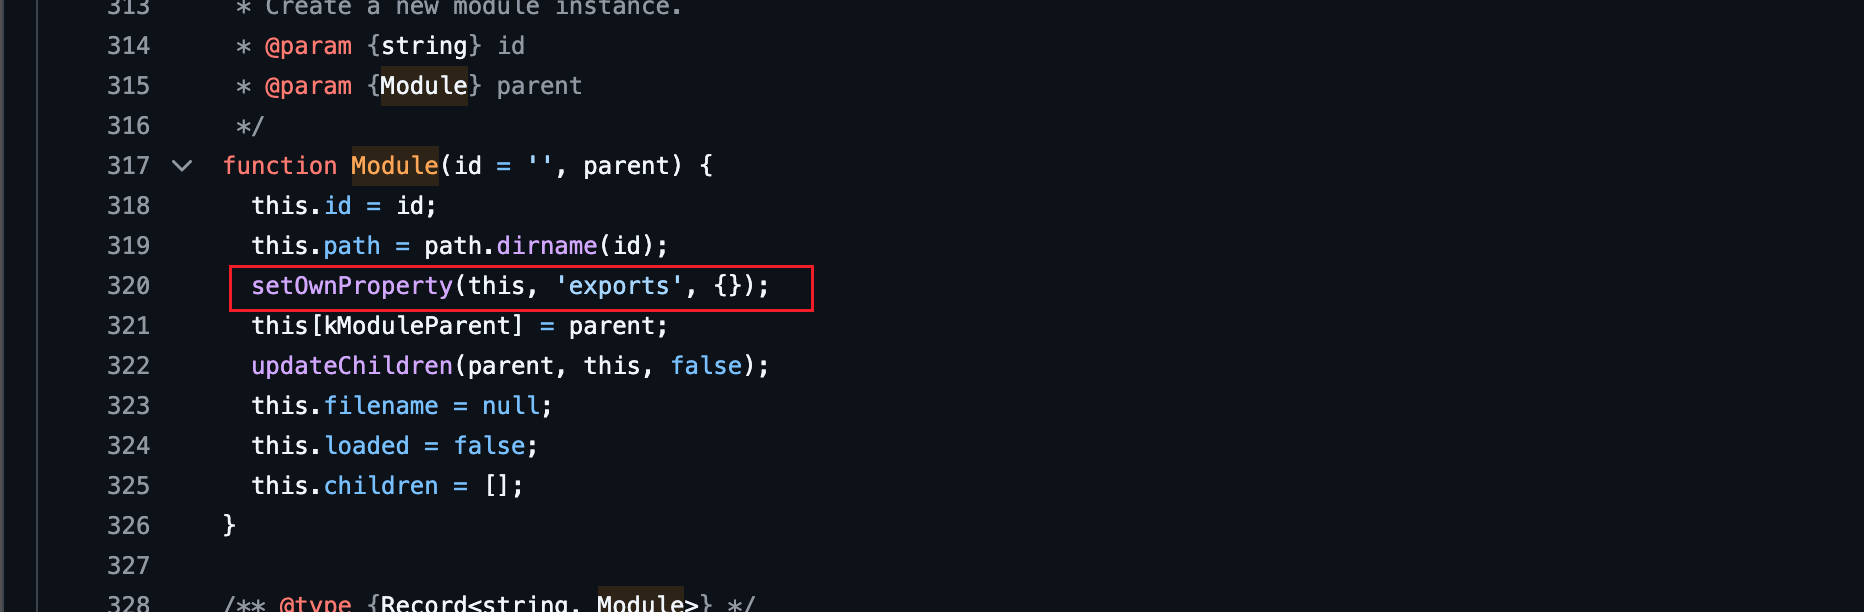 313 * Create a new module instance.
314 * @param {string} id
315 * @param {Module} parent
316 */
317 function Module(id = '', parent) {
318 this.id = id;
319 this.path = path.dirname(id);
320 setOwnProperty(this, 'exports', {});
321 this[kModuleParent] = parent;
322 updateChildren(parent, this, false);
323 this.filename = null;
324 this.loaded = false;
325 this.children = [];
326 }
327
328 /** @type {Record<string, Module>} */